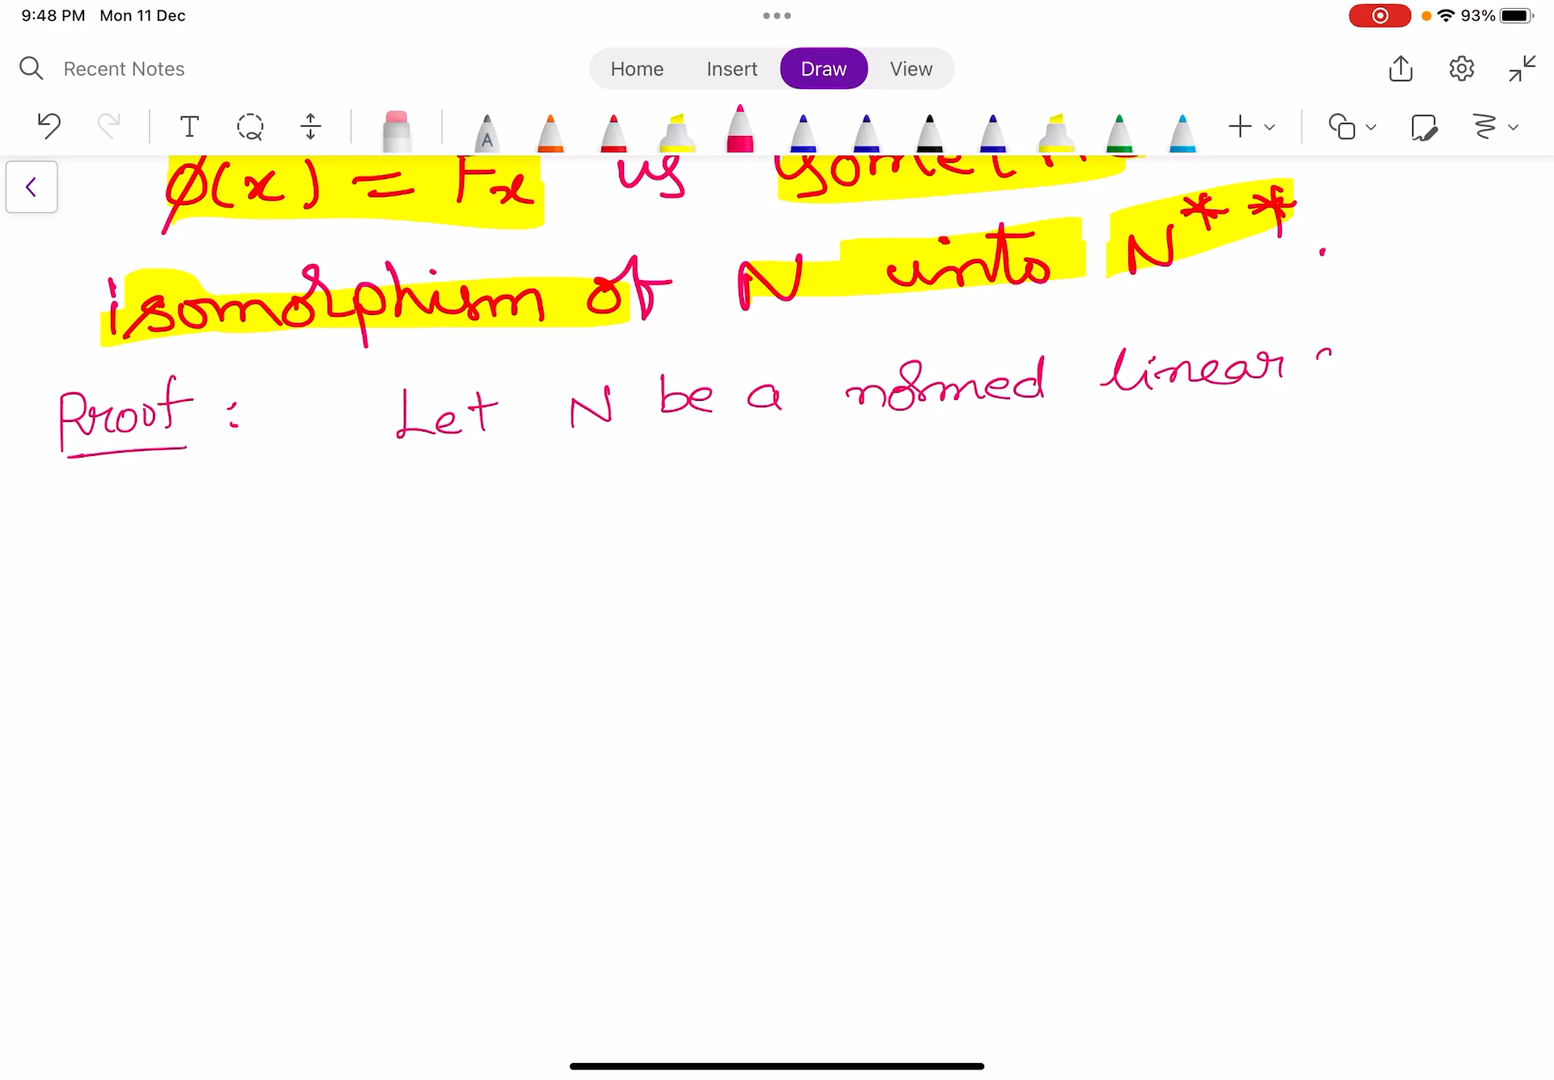 9:48 PM Mon 11 Dec
93%
Recent Notes
Home Insert Draw View
T
A
ϕ(x) = Fx is
isomorphism of N into N**.
Proof : Let N be a normed linear